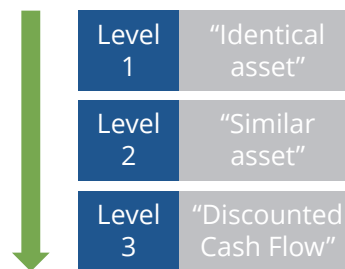 Level
1
“Identical
asset”
Level
2
“Similar
asset”
Level
3
“Discounted
Cash Flow”